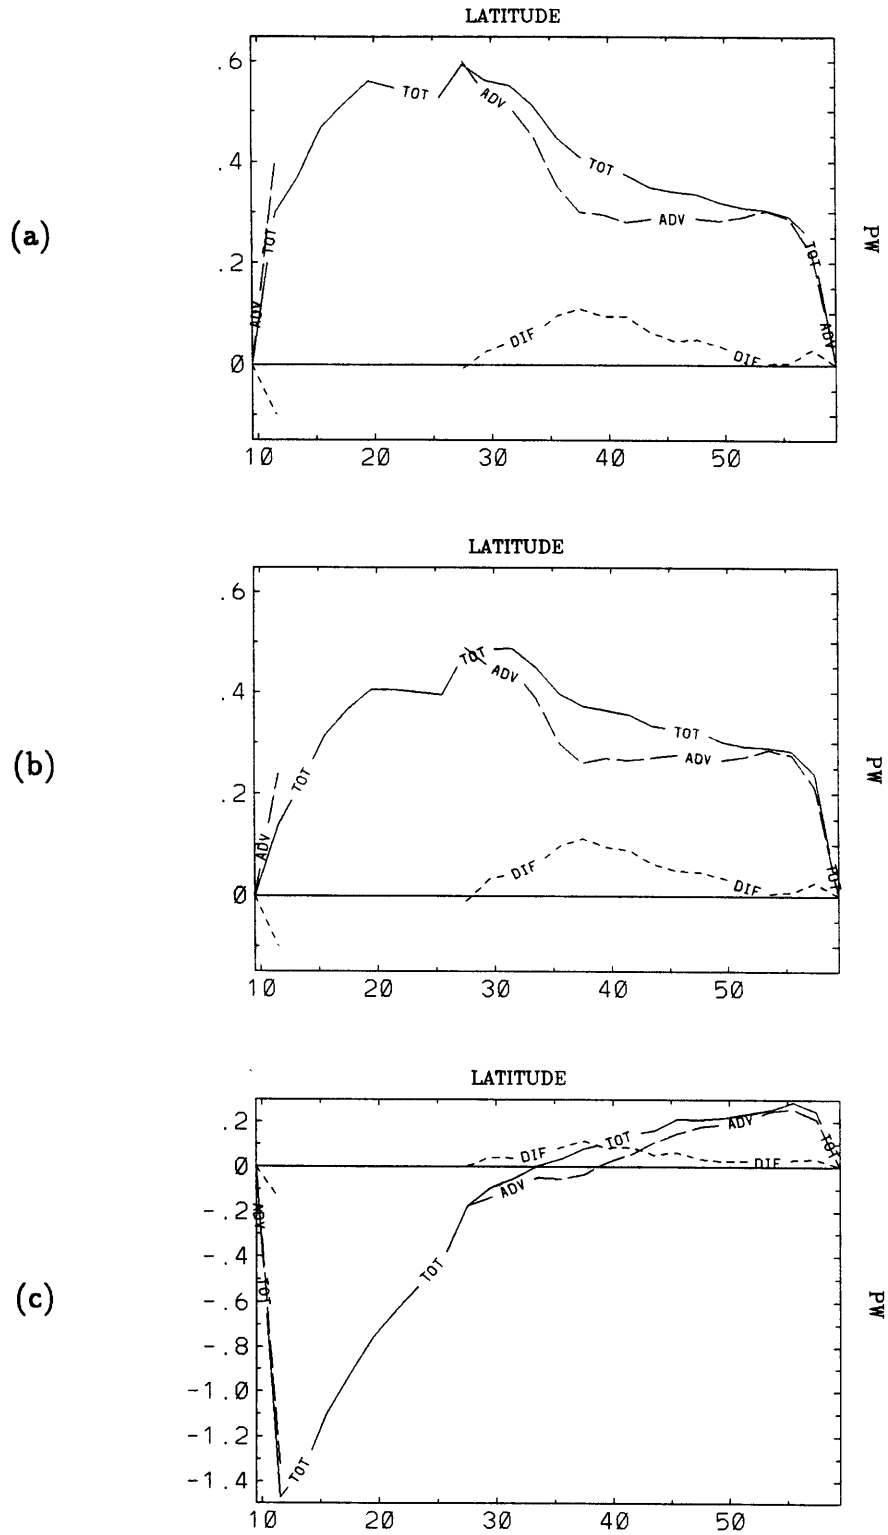 LATITUDE
.6
TOT
ADV
.4
TOT
ADV
(a)
TOT
TOT
PW
.2
ADV
DIF
DIF
ADV
0
10 20 30 40 50
LATITUDE
.6
TOT
ADV
.4
TOT
ADV
TOT
(b)
PW
.2
ADV
DIF
DIF
TOT
0
10 20 30 40 50
LATITUDE
.2
ADV
DIF
TOT
TOT
0
DIF
ADV
-.2
ADV
-.4
TOT
TOT
(c)
-.6
PW
-.8
-1.0
-1.2
TOT
-1.4
10 20 30 40 50